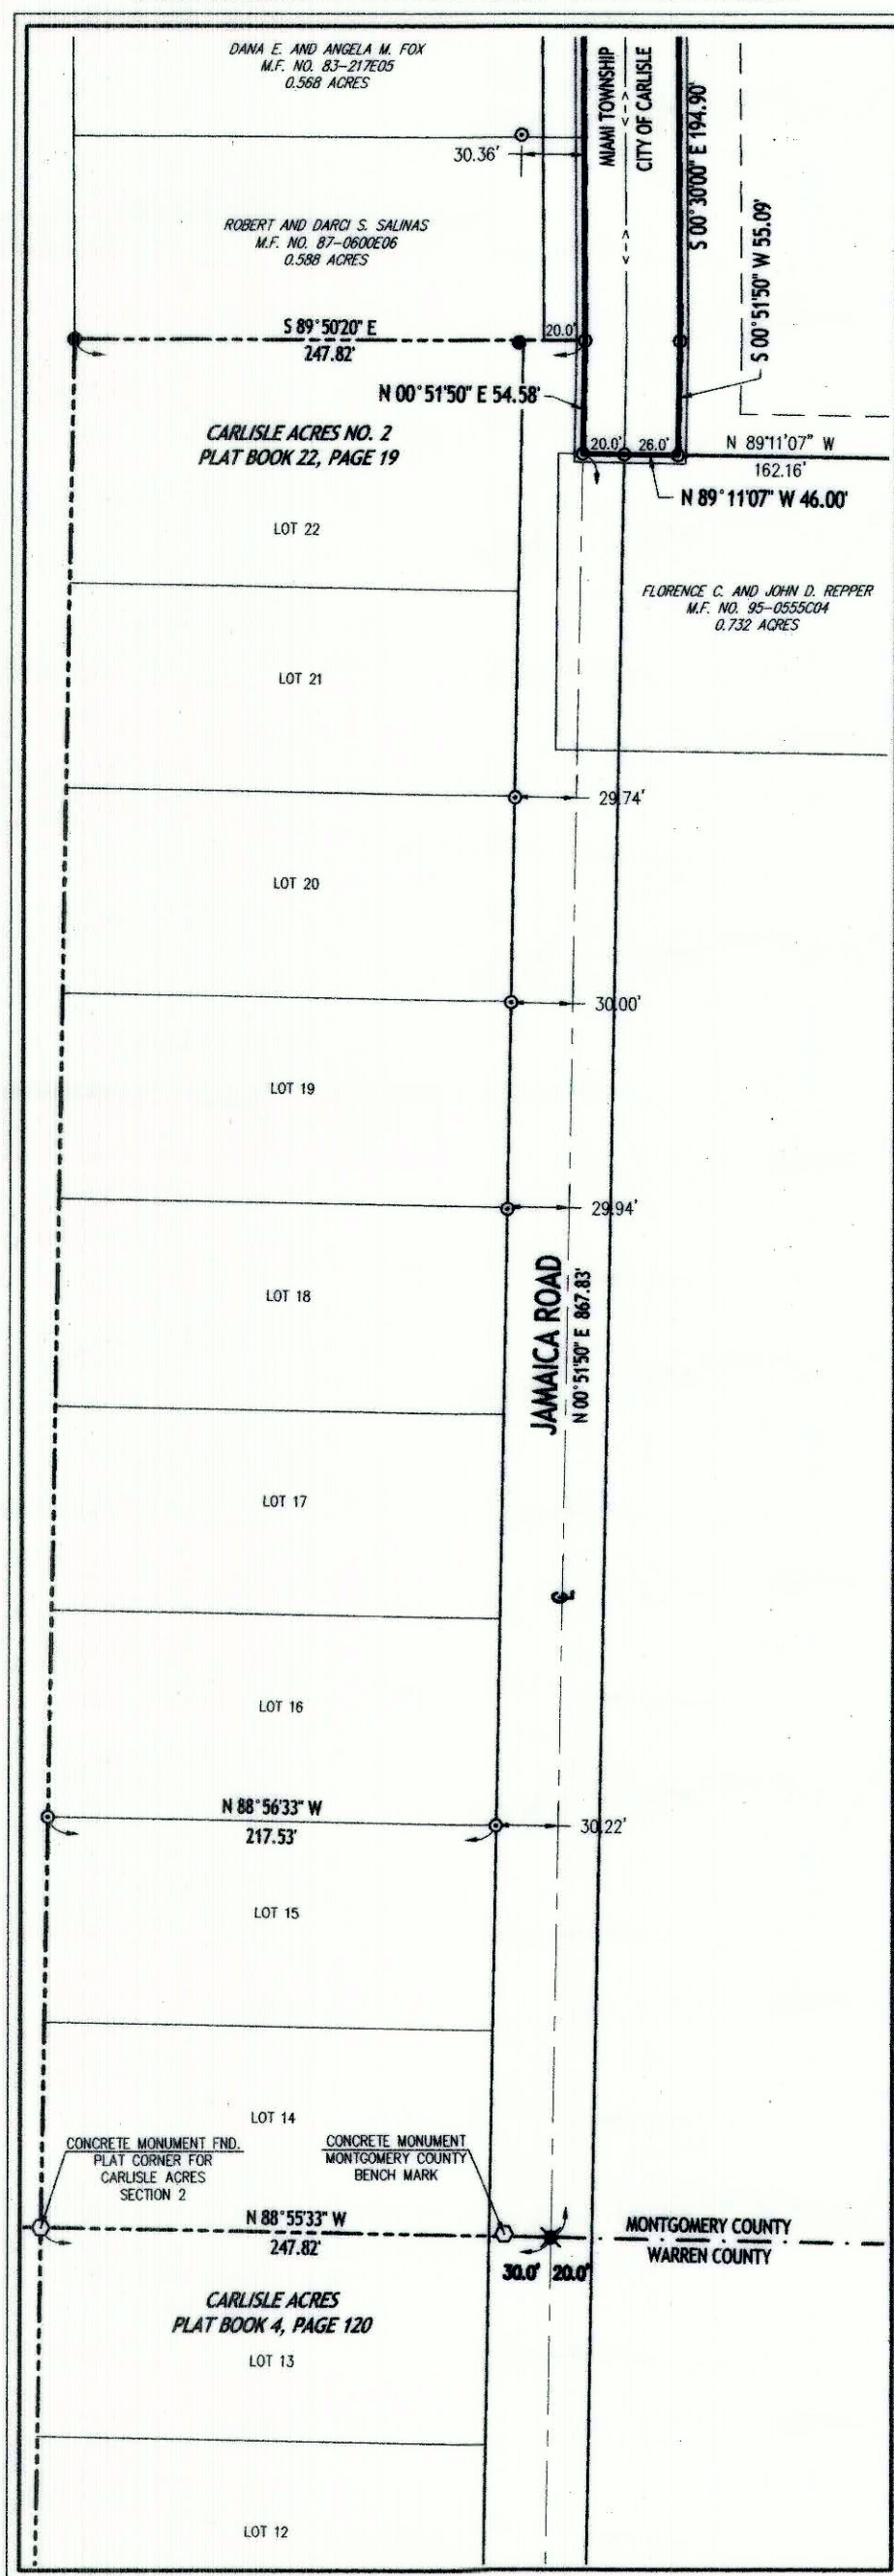 DANA E. AND ANGELA M. FOX
M.F. NO. 83-217E05
0.568 ACRES
30.36'
MIAMI TOWNSHIP
CITY OF CARLISLE
S 00°30'00" E 194.90'
S 00°51'50" W 55.09'
ROBERT AND DARCI S. SALINAS
M.F. NO. 87-0600E06
0.588 ACRES
S 89°50'20" E
247.82'
20.0'
N 00°51'50" E 54.58'
CARLISLE ACRES NO. 2
PLAT BOOK 22, PAGE 19
20.0'
26.0'
N 89°11'07" W
162.16'
N 89°11'07" W 46.00'
LOT 22
FLORENCE C. AND JOHN D. REPPER
M.F. NO. 95-0555C04
0.732 ACRES
LOT 21
29.74'
LOT 20
30.00'
LOT 19
29.94'
LOT 18
JAMAICA ROAD
N 00°51'50" E 867.83'
LOT 17
℄
LOT 16
N 88°56'33" W
217.53'
30.22'
LOT 15
LOT 14
CONCRETE MONUMENT FND.
PLAT CORNER FOR
CARLISLE ACRES
SECTION 2
CONCRETE MONUMENT
MONTGOMERY COUNTY
BENCH MARK
N 88°55'33" W
247.82'
MONTGOMERY COUNTY
WARREN COUNTY
30.0' 20.0'
CARLISLE ACRES
PLAT BOOK 4, PAGE 120
LOT 13
LOT 12